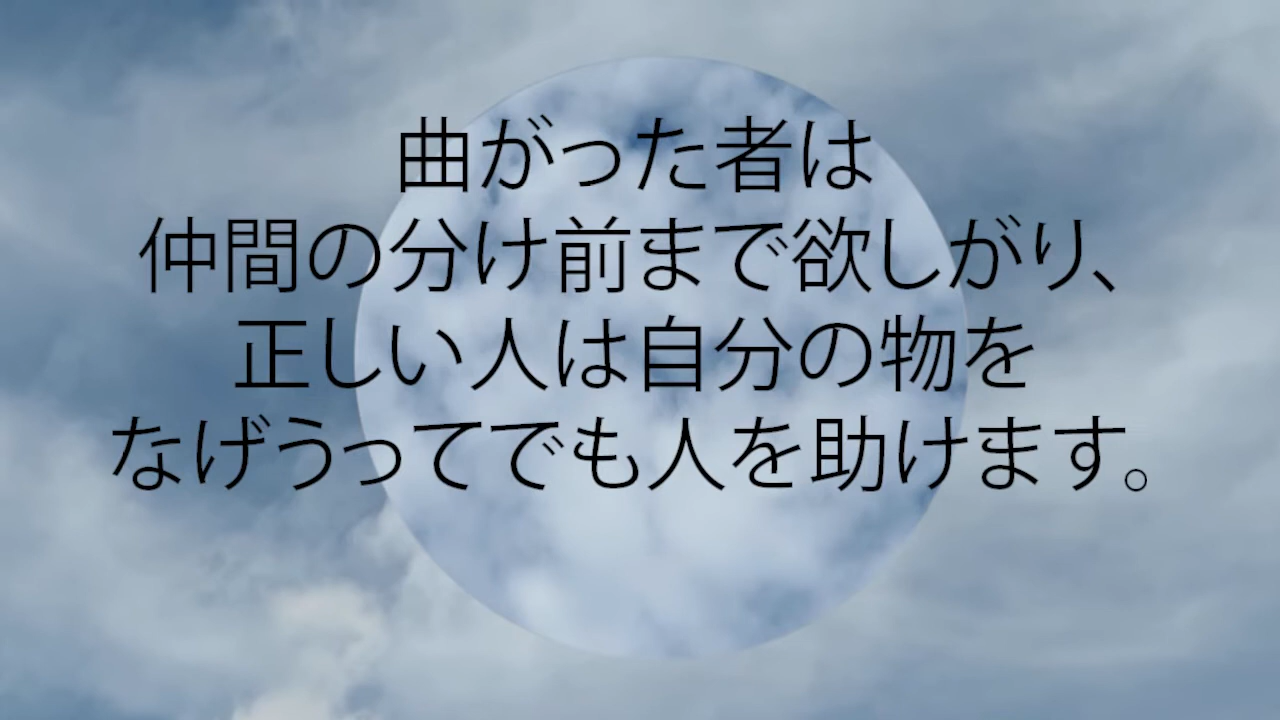 曲がった者は
仲間の分け前まで欲しがり、
正しい人は自分の物を
なげうってでも人を助けます。